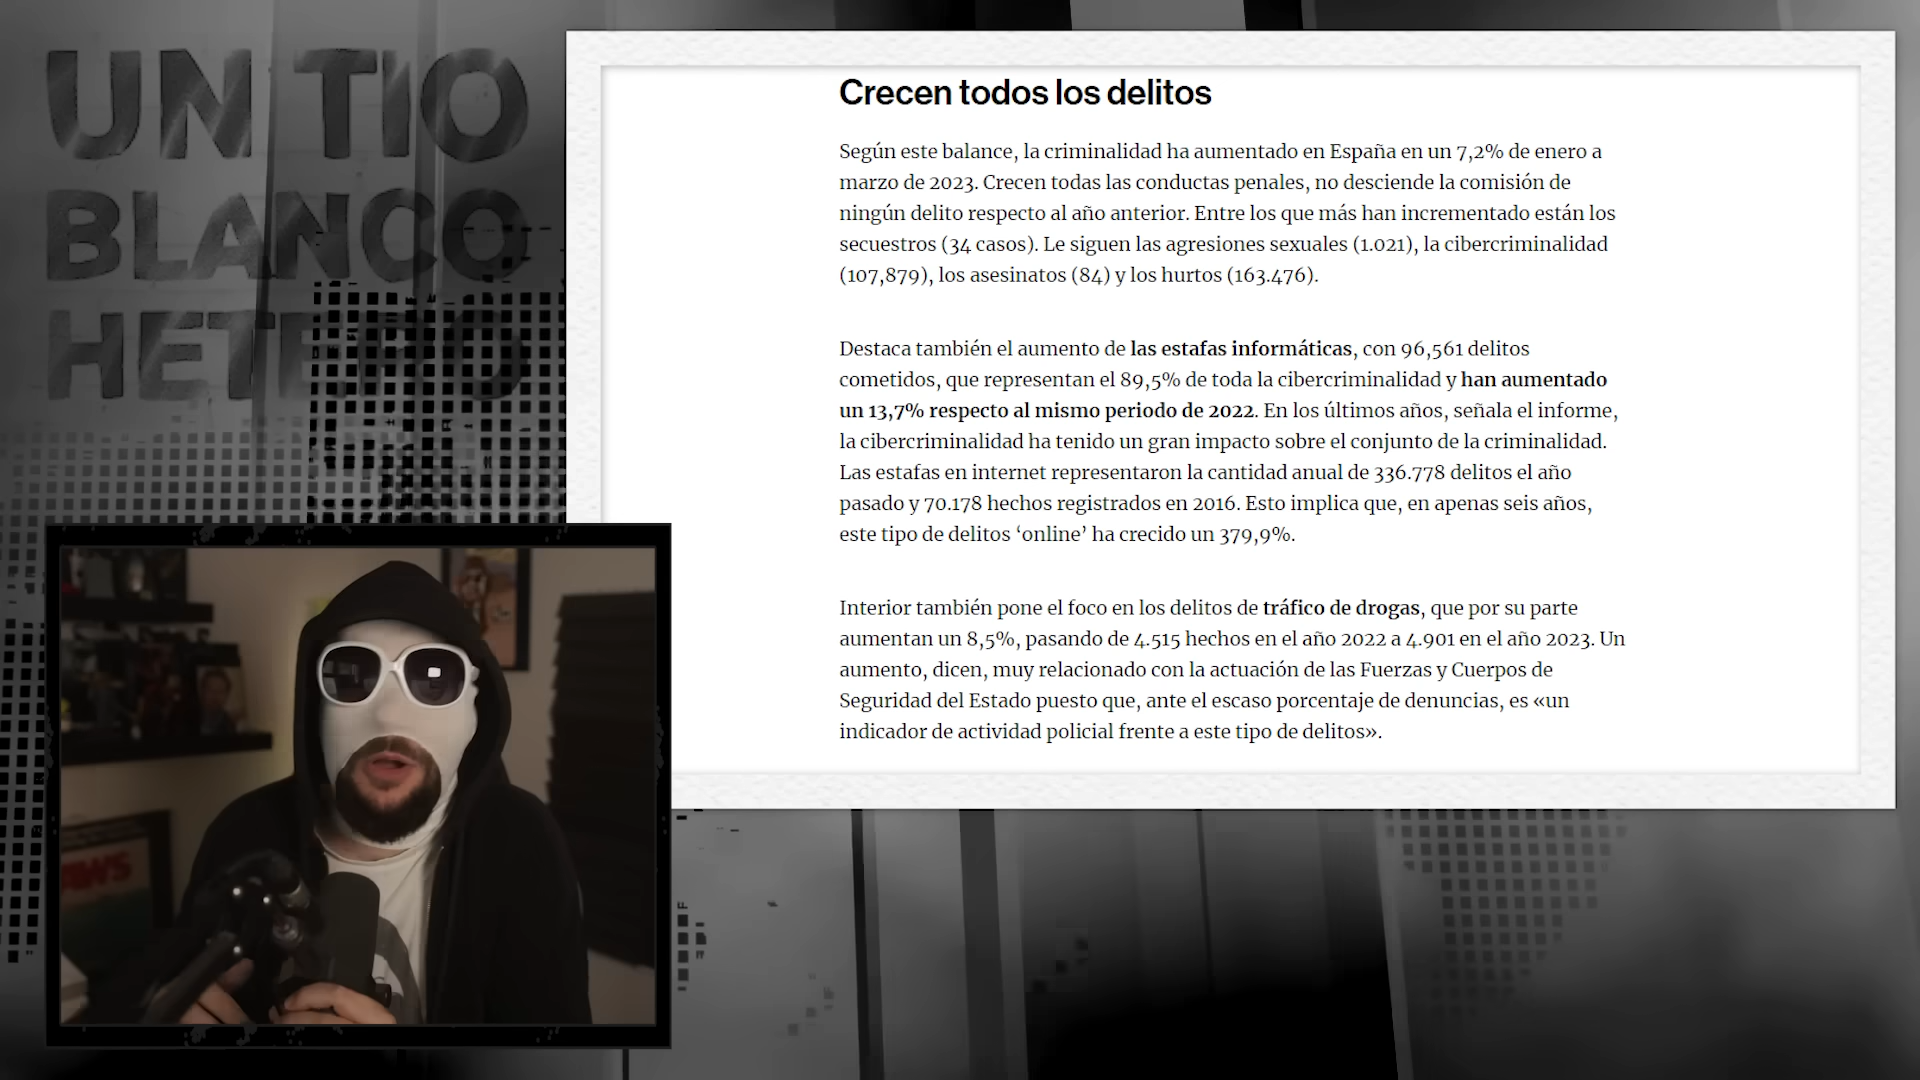 UN TIO
BLANCO
HETERO
Crecen todos los delitos
Según este balance, la criminalidad ha aumentado en España en un 7,2% de enero a
marzo de 2023. Crecen todas las conductas penales, no desciende la comisión de
ningún delito respecto al año anterior. Entre los que más han incrementado están los
secuestros (34 casos). Le siguen las agresiones sexuales (1.021), la cibercriminalidad
(107,879), los asesinatos (84) y los hurtos (163.476).
Destaca también el aumento de las estafas informáticas, con 96,561 delitos
cometidos, que representan el 89,5% de toda la cibercriminalidad y han aumentado
un 13,7% respecto al mismo periodo de 2022. En los últimos años, señala el informe,
la cibercriminalidad ha tenido un gran impacto sobre el conjunto de la criminalidad.
Las estafas en internet representaron la cantidad anual de 336.778 delitos el año
pasado y 70.178 hechos registrados en 2016. Esto implica que, en apenas seis años,
este tipo de delitos ‘online’ ha crecido un 379,9%.
Interior también pone el foco en los delitos de tráfico de drogas, que por su parte
aumentan un 8,5%, pasando de 4.515 hechos en el año 2022 a 4.901 en el año 2023. Un
aumento, dicen, muy relacionado con la actuación de las Fuerzas y Cuerpos de
Seguridad del Estado puesto que, ante el escaso porcentaje de denuncias, es «un
indicador de actividad policial frente a este tipo de delitos».
JAWS